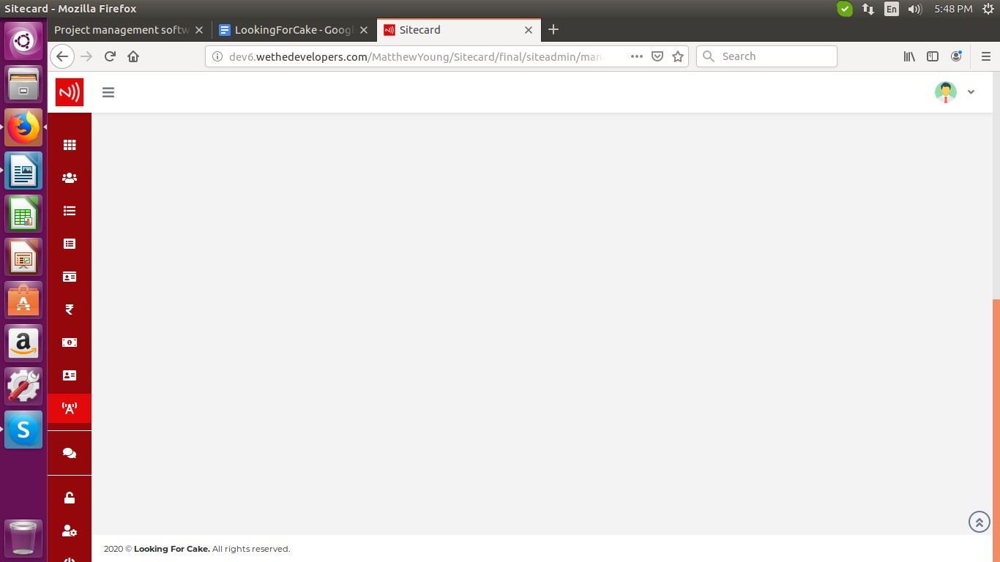 Sitecard - Mozilla Firefox
En
5:48 PM
Project management softw
LookingForCake - Googl
Sitecard
dev6.wethedevelopers.com/MatthewYoung/Sitecard/final/siteadmin/man
Search
2020 © Looking For Cake. All rights reserved.